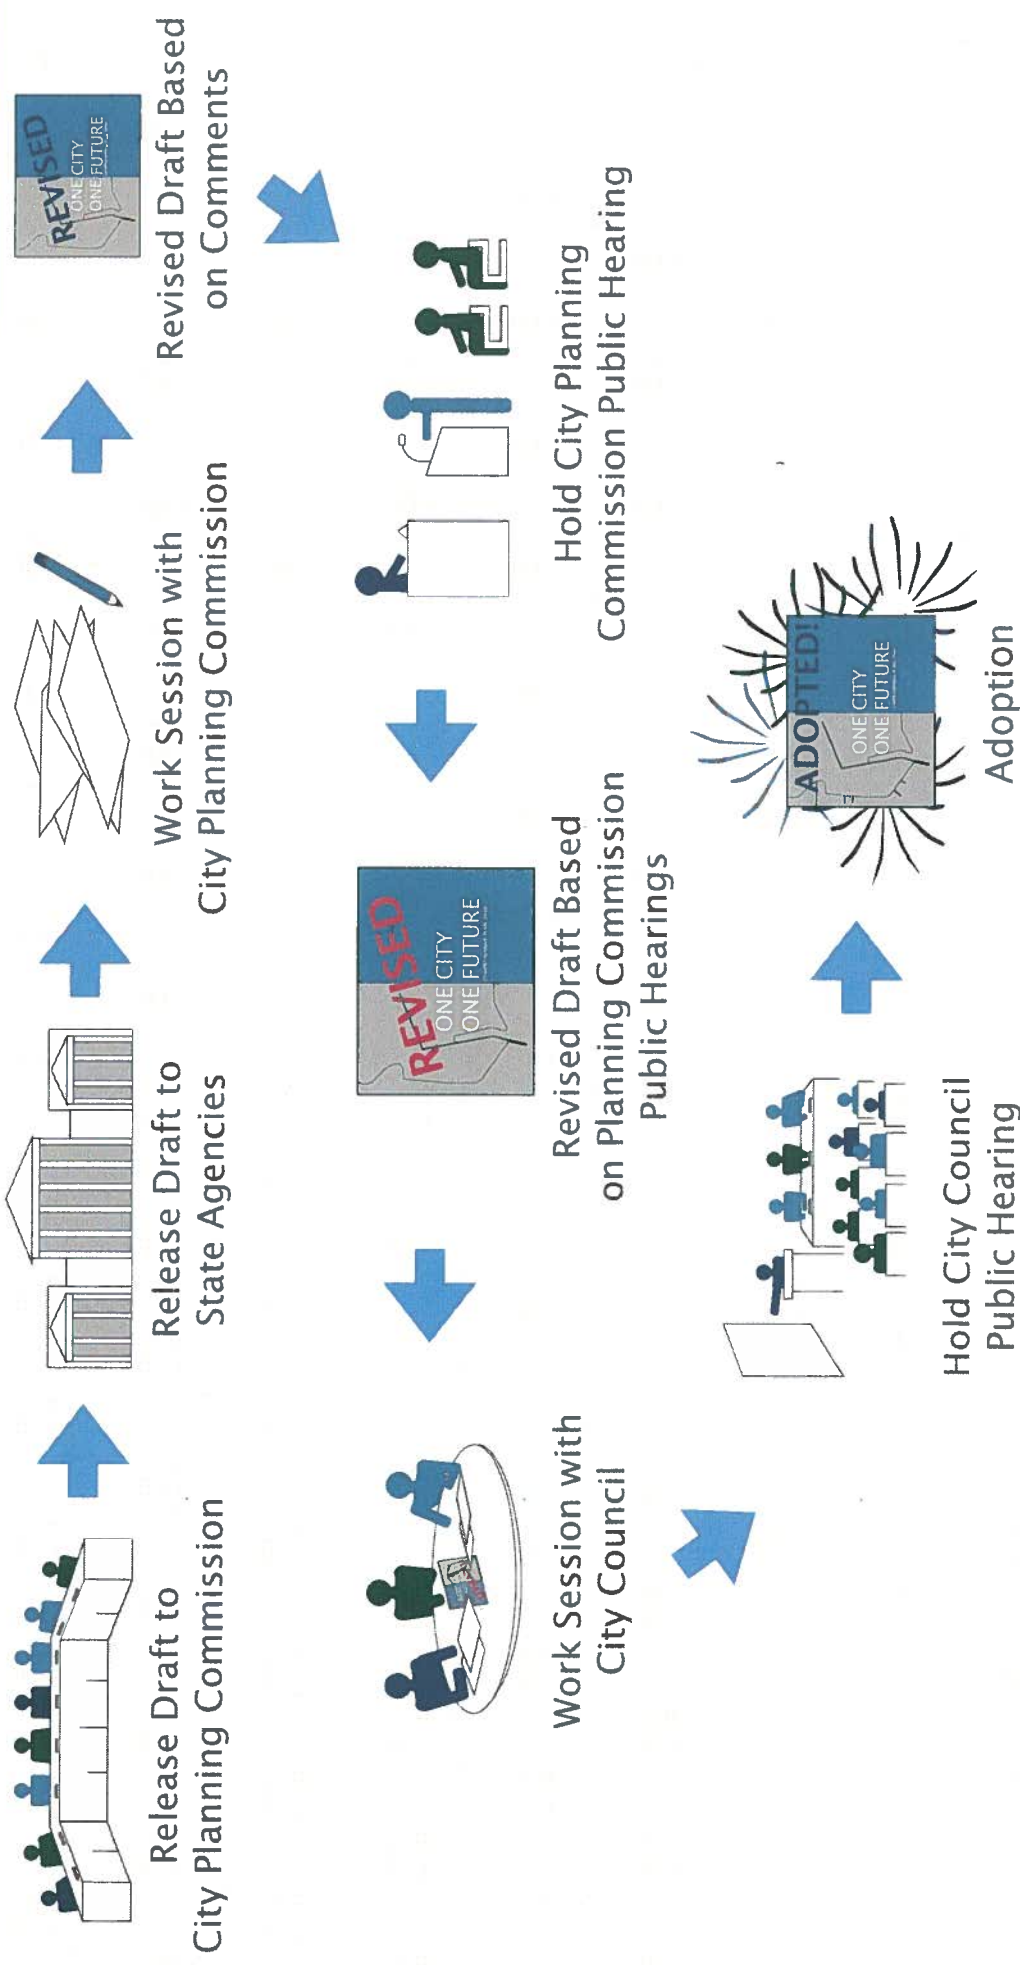 Release Draft to
City Planning Commission
Release Draft to
State Agencies
Work Session with
City Planning Commission
REVISED
ONE CITY
ONE FUTURE
Revised Draft Based
on Comments
Hold City Planning
Commission Public Hearing
REVISED
ONE CITY
ONE FUTURE
Revised Draft Based
on Planning Commission
Public Hearings
Work Session with
City Council
Hold City Council
Public Hearing
ADOPTED!
ONE CITY
ONE FUTURE
Adoption